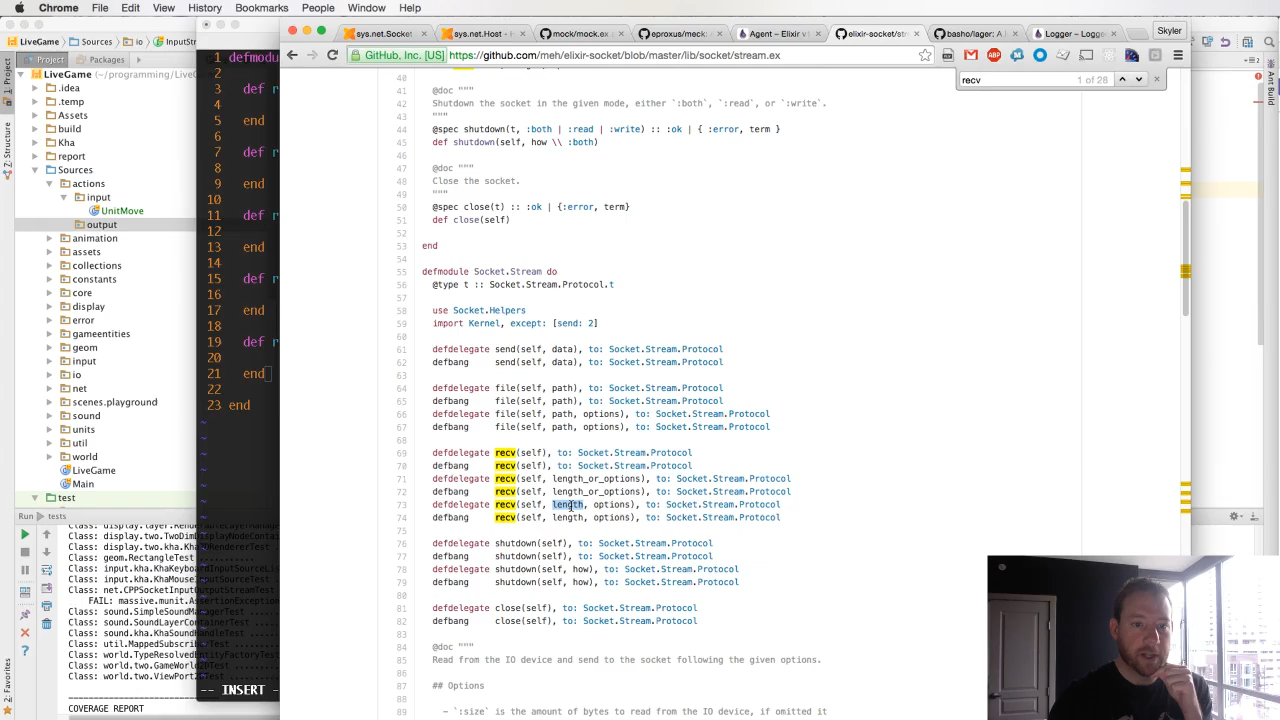 Chrome File Edit View History Bookmarks People Window Help
LiveGame Sources io InputStr
sys.net.Socket
sys.net.Host -
mock/mock.ex
eproxus/meck:
Agent – Elixir v
elixir-socket/str
basho/lager: A
Logger – Logge
Skyler
GitHub, Inc. [US] https://github.com/meh/elixir-socket/blob/master/lib/socket/stream.ex
recv 1 of 28
Project Packages
1: Project
Z: Structure
2: Favorites
Ant Build
LiveGame (~/programming/LiveG
.idea
.temp
Assets
build
Kha
report
Sources
actions
input
UnitMove
output
animation
assets
collections
constants
core
display
error
gameentities
geom
input
io
net
scenes.playground
sound
units
util
world
LiveGame
Main
test
1 defmodu
2
3 def r
4
5 end
6
7 def r
8
9 end
10
11 def r
12
13 end
14
15 def r
16
17 end
18
19 def r
20
21 end
22
23 end
~
~
~
~
~
~
~
~
~
~
~
-- INSERT -
40
41 @doc """
42 Shutdown the socket in the given mode, either `:both`, `:read`, or `:write`.
43 """
44 @spec shutdown(t, :both | :read | :write) :: :ok | { :error, term }
45 def shutdown(self, how \\ :both)
46
47 @doc """
48 Close the socket.
49 """
50 @spec close(t) :: :ok | {:error, term}
51 def close(self)
52
53 end
54
55 defmodule Socket.Stream do
56 @type t :: Socket.Stream.Protocol.t
57
58 use Socket.Helpers
59 import Kernel, except: [send: 2]
60
61 defdelegate send(self, data), to: Socket.Stream.Protocol
62 defbang send(self, data), to: Socket.Stream.Protocol
63
64 defdelegate file(self, path), to: Socket.Stream.Protocol
65 defbang file(self, path), to: Socket.Stream.Protocol
66 defdelegate file(self, path, options), to: Socket.Stream.Protocol
67 defbang file(self, path, options), to: Socket.Stream.Protocol
68
69 defdelegate recv(self), to: Socket.Stream.Protocol
70 defbang recv(self), to: Socket.Stream.Protocol
71 defdelegate recv(self, length_or_options), to: Socket.Stream.Protocol
72 defbang recv(self, length_or_options), to: Socket.Stream.Protocol
73 defdelegate recv(self, length, options), to: Socket.Stream.Protocol
74 defbang recv(self, length, options), to: Socket.Stream.Protocol
75
76 defdelegate shutdown(self), to: Socket.Stream.Protocol
77 defbang shutdown(self), to: Socket.Stream.Protocol
78 defdelegate shutdown(self, how), to: Socket.Stream.Protocol
79 defbang shutdown(self, how), to: Socket.Stream.Protocol
80
81 defdelegate close(self), to: Socket.Stream.Protocol
82 defbang close(self), to: Socket.Stream.Protocol
83
84 @doc """
85 Read from the IO device and send to the socket following the given options.
86
87 ## Options
88
89 - `:size` is the amount of bytes to read from the IO device, if omitted it
Run tests
Class: display.two.TwoDimDisplayNodeContai
Class: display.two.kha.Kha2DRendererTest .
Class: geom.RectangleTest ................
Class: input.kha.KhaKeyboardInputSourceLis
Class: input.kha.KhaMouseInputSourceTest .
Class: net.CPPSocketInputOutputStreamTest
FAIL: massive.munit.AssertionException
Class: sound.SimpleSoundManagerTest ......
Class: sound.SoundLayerContainerTest .....
Class: sound.kha.KhaSoundHandleTest ......
Class: util.MappedSubscriberTest .........
Class: world.TypeResolvedEntityFactoryTest
Class: world.two.GameWorld2DTest .........
Class: world.two.ViewPort2DTest ..........
COVERAGE REPORT